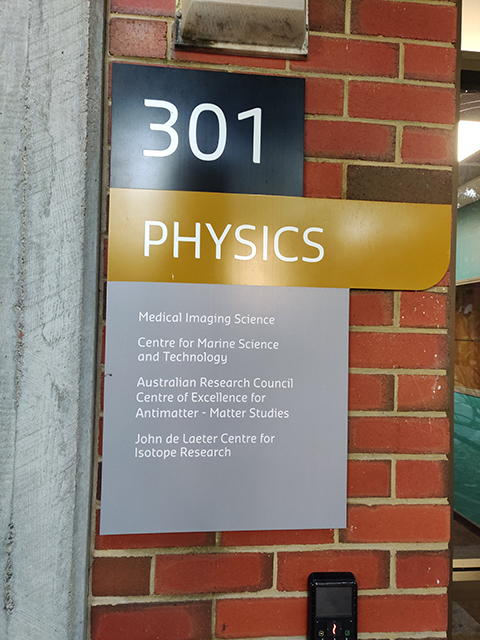 301
PHYSICS
Medical Imaging Science
Centre for Marine Science
and Technology
Australian Research Council
Centre of Excellence for
Antimatter - Matter Studies
John de Laeter Centre for
Isotope Research